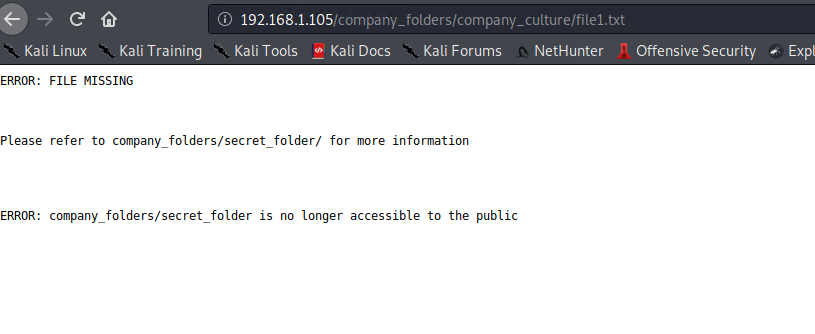 192.168.1.105/company_folders/company_culture/file1.txt
Kali Linux Kali Training Kali Tools Kali Docs Kali Forums NetHunter Offensive Security Expl
ERROR: FILE MISSING
Please refer to company_folders/secret_folder/ for more information
ERROR: company_folders/secret_folder is no longer accessible to the public